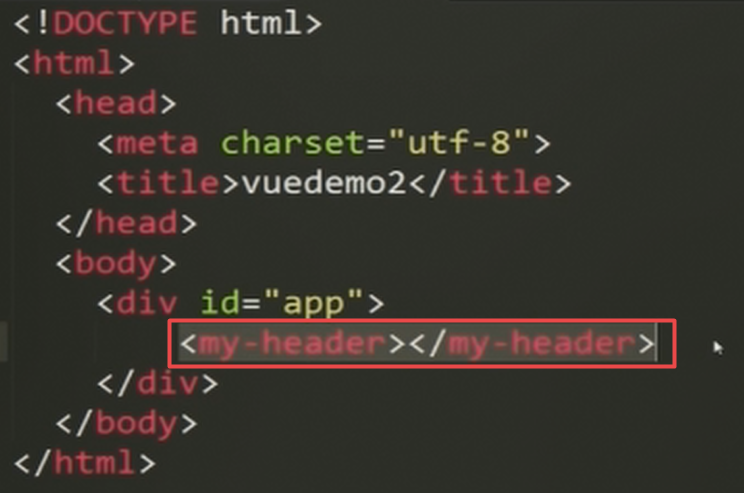 <!DOCTYPE html>
<html>
<head>
<meta charset="utf-8">
<title>vuedemo2</title>
</head>
<body>
<div id="app">
<my-header></my-header>
</div>
</body>
</html>